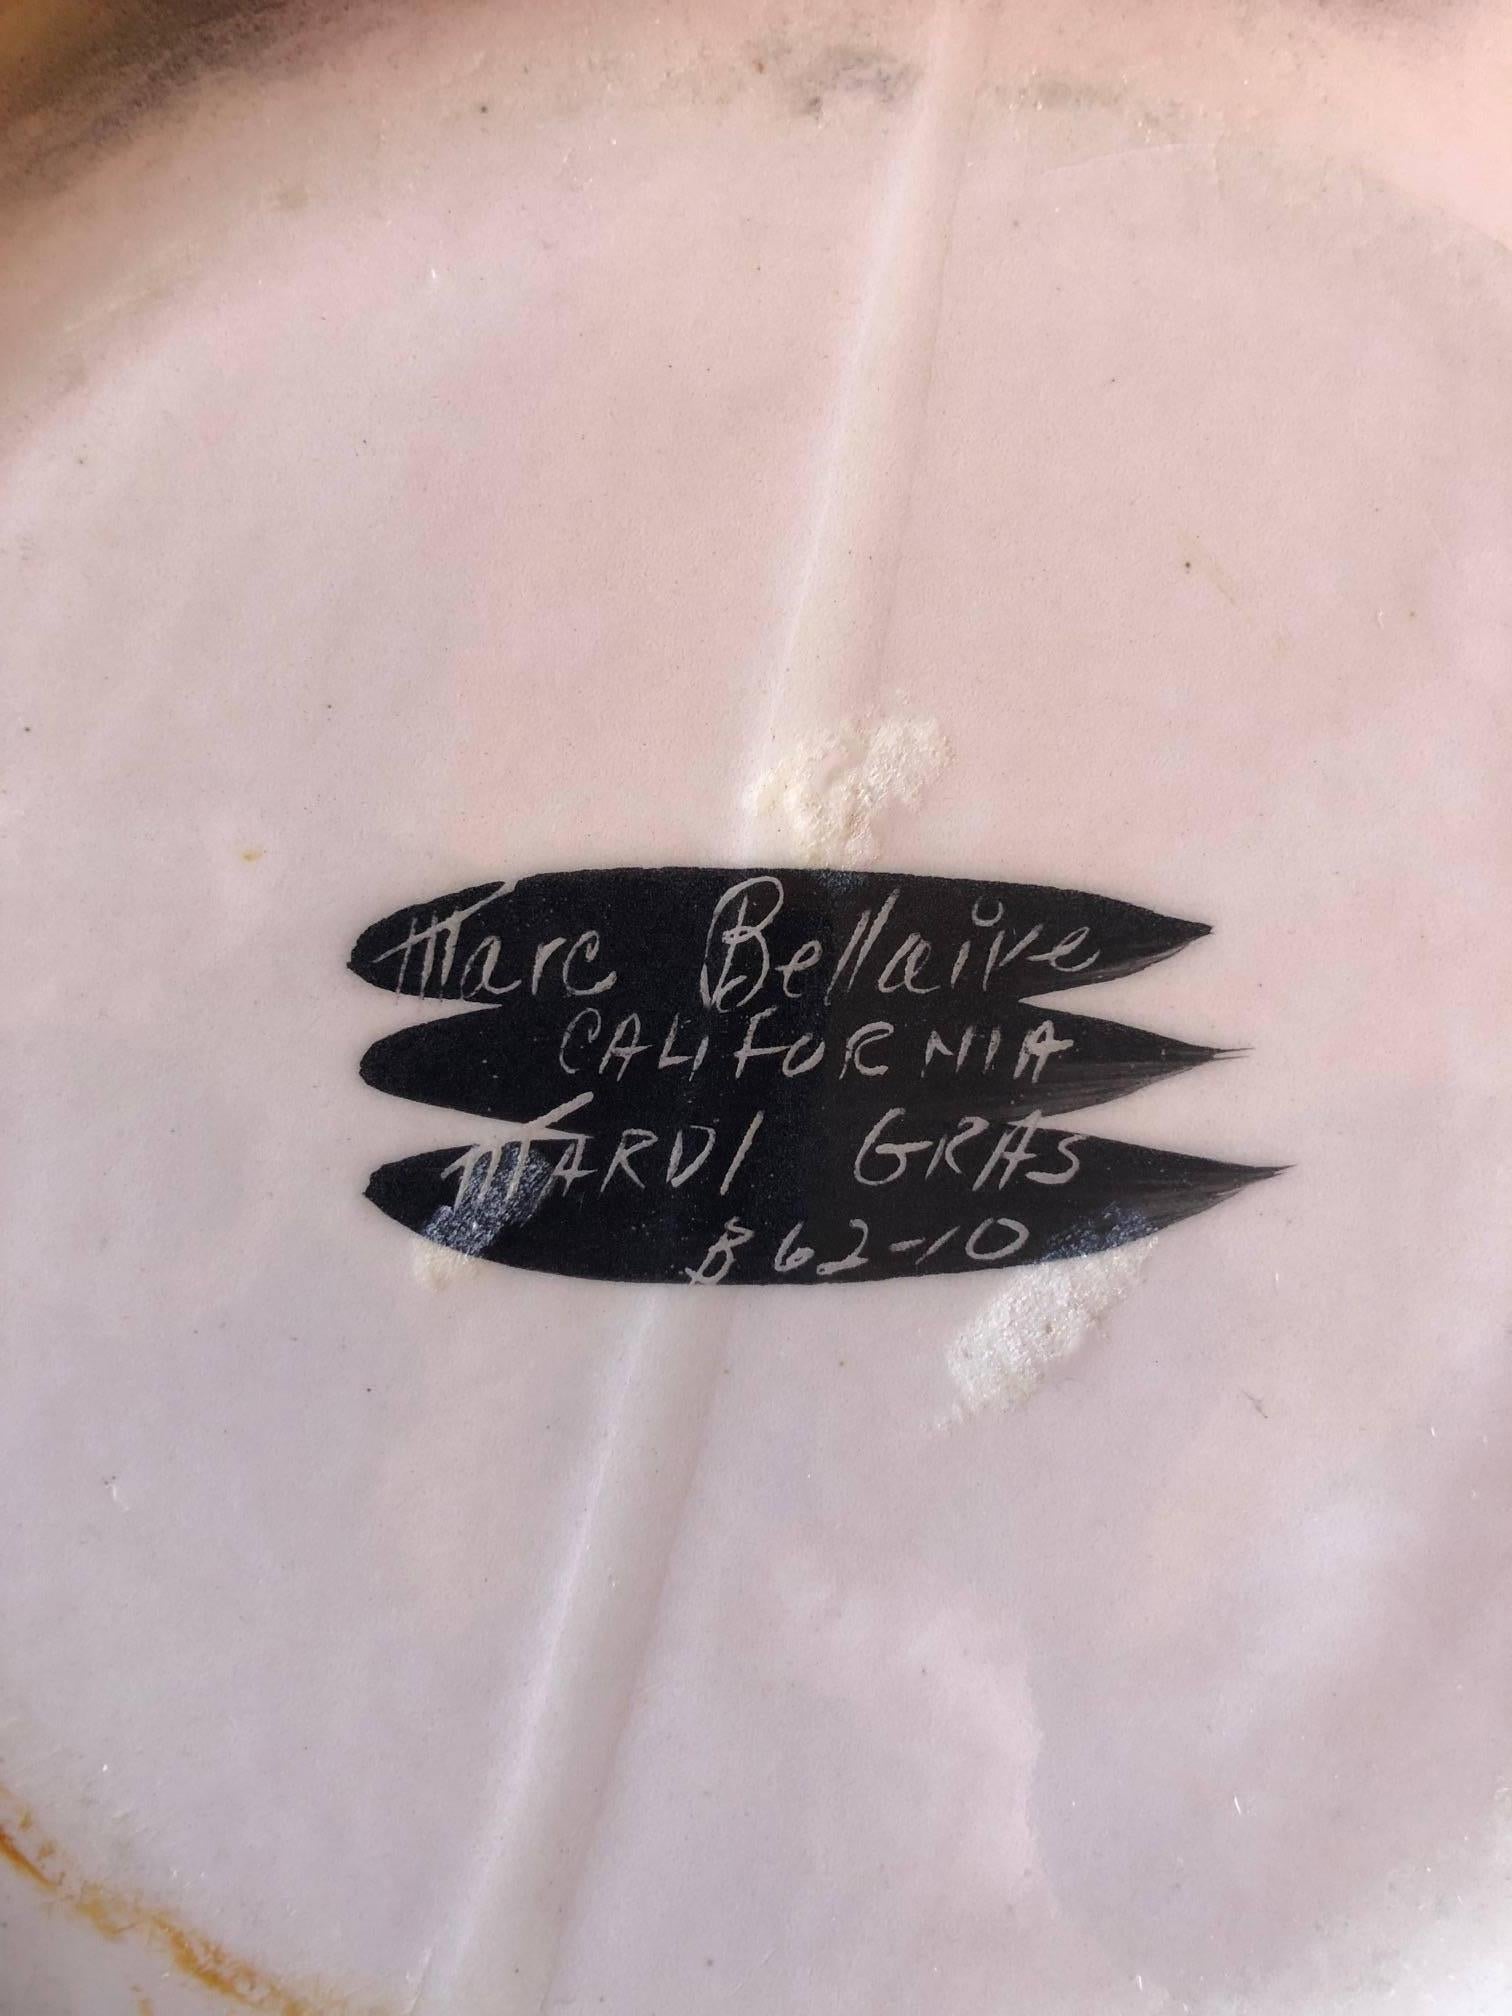 Marc Bellaire
CALIFORNIA
MARDI GRAS
B62-10